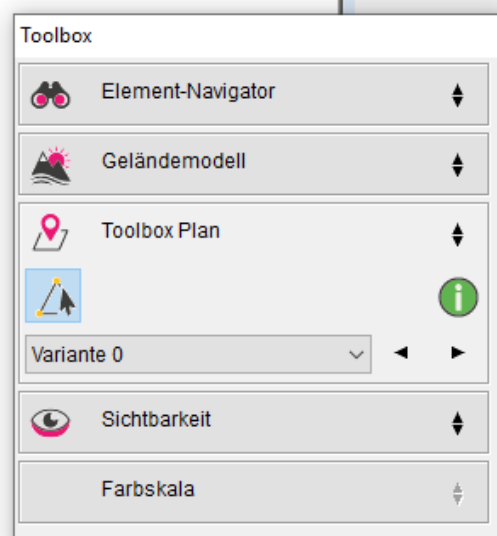 Toolbox
Element-Navigator
Geländemodell
Toolbox Plan
i
Variante 0
Sichtbarkeit
Farbskala